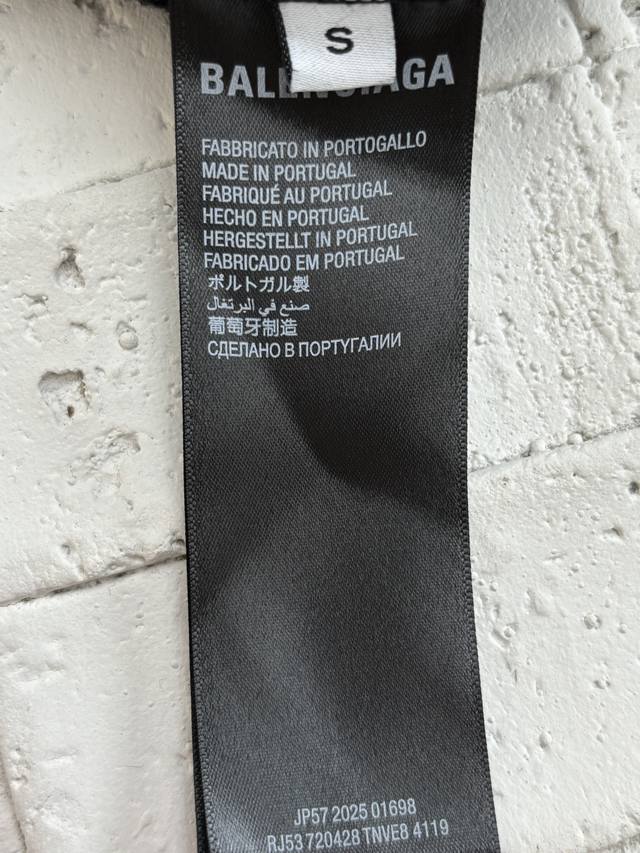 S
BALENCIAGA
FABBRICATO IN PORTOGALLO
MADE IN PORTUGAL
FABRIQUÉ AU PORTUGAL
HECHO EN PORTUGAL
HERGESTELLT IN PORTUGAL
FABRICADO EM PORTUGAL
ポルトガル製
صنع في البرتغال
葡萄牙制造
СДЕЛАНО В ПОРТУГАЛИИ
JP57 2025 01698
RJ53 720428 TNVE8 4119